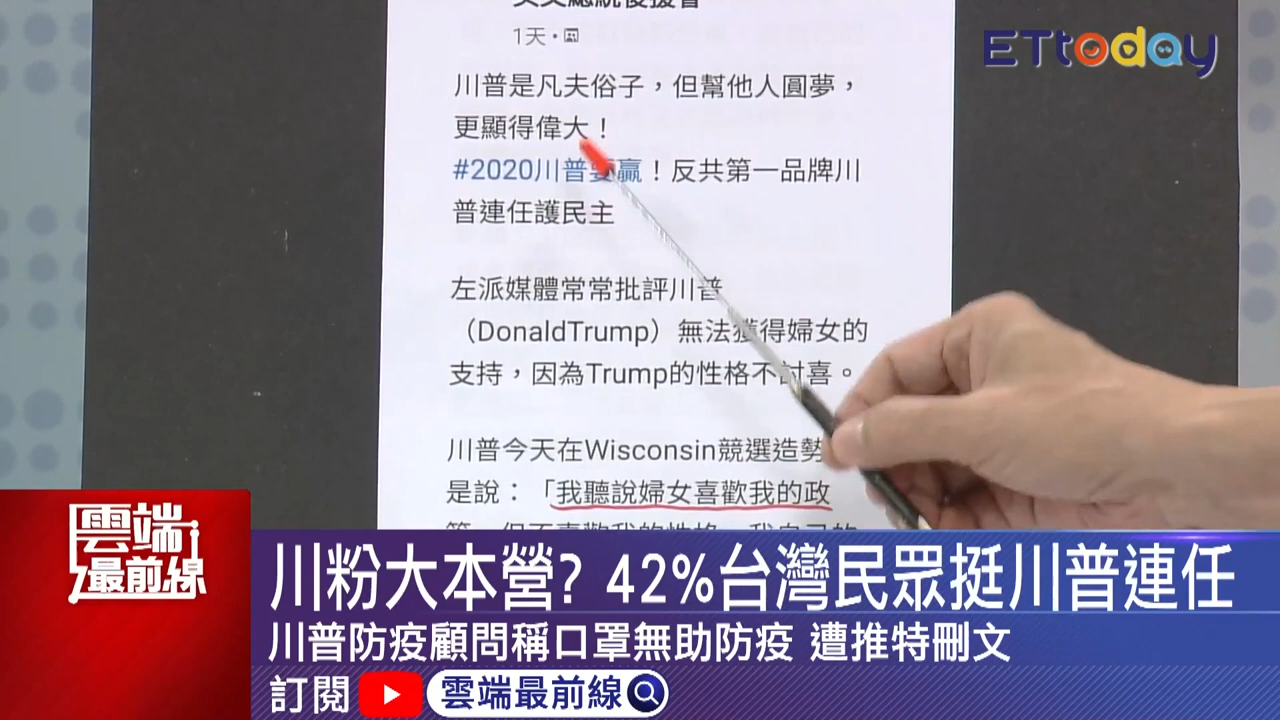 ETtoday
1天
川普是凡夫俗子，但幫他人圓夢，
更顯得偉大！
#2020川普要贏！反共第一品牌川
普連任護民主
左派媒體常常批評川普
（DonaldTrump）無法獲得婦女的
支持，因為Trump的性格不討喜。
川普今天在Wisconsin競選造勢
是說：「我聽說婦女喜歡我的政
雲端
最前線
川粉大本營? 42%台灣民眾挺川普連任
川普防疫顧問稱口罩無助防疫 遭推特刪文
訂閱 雲端最前線